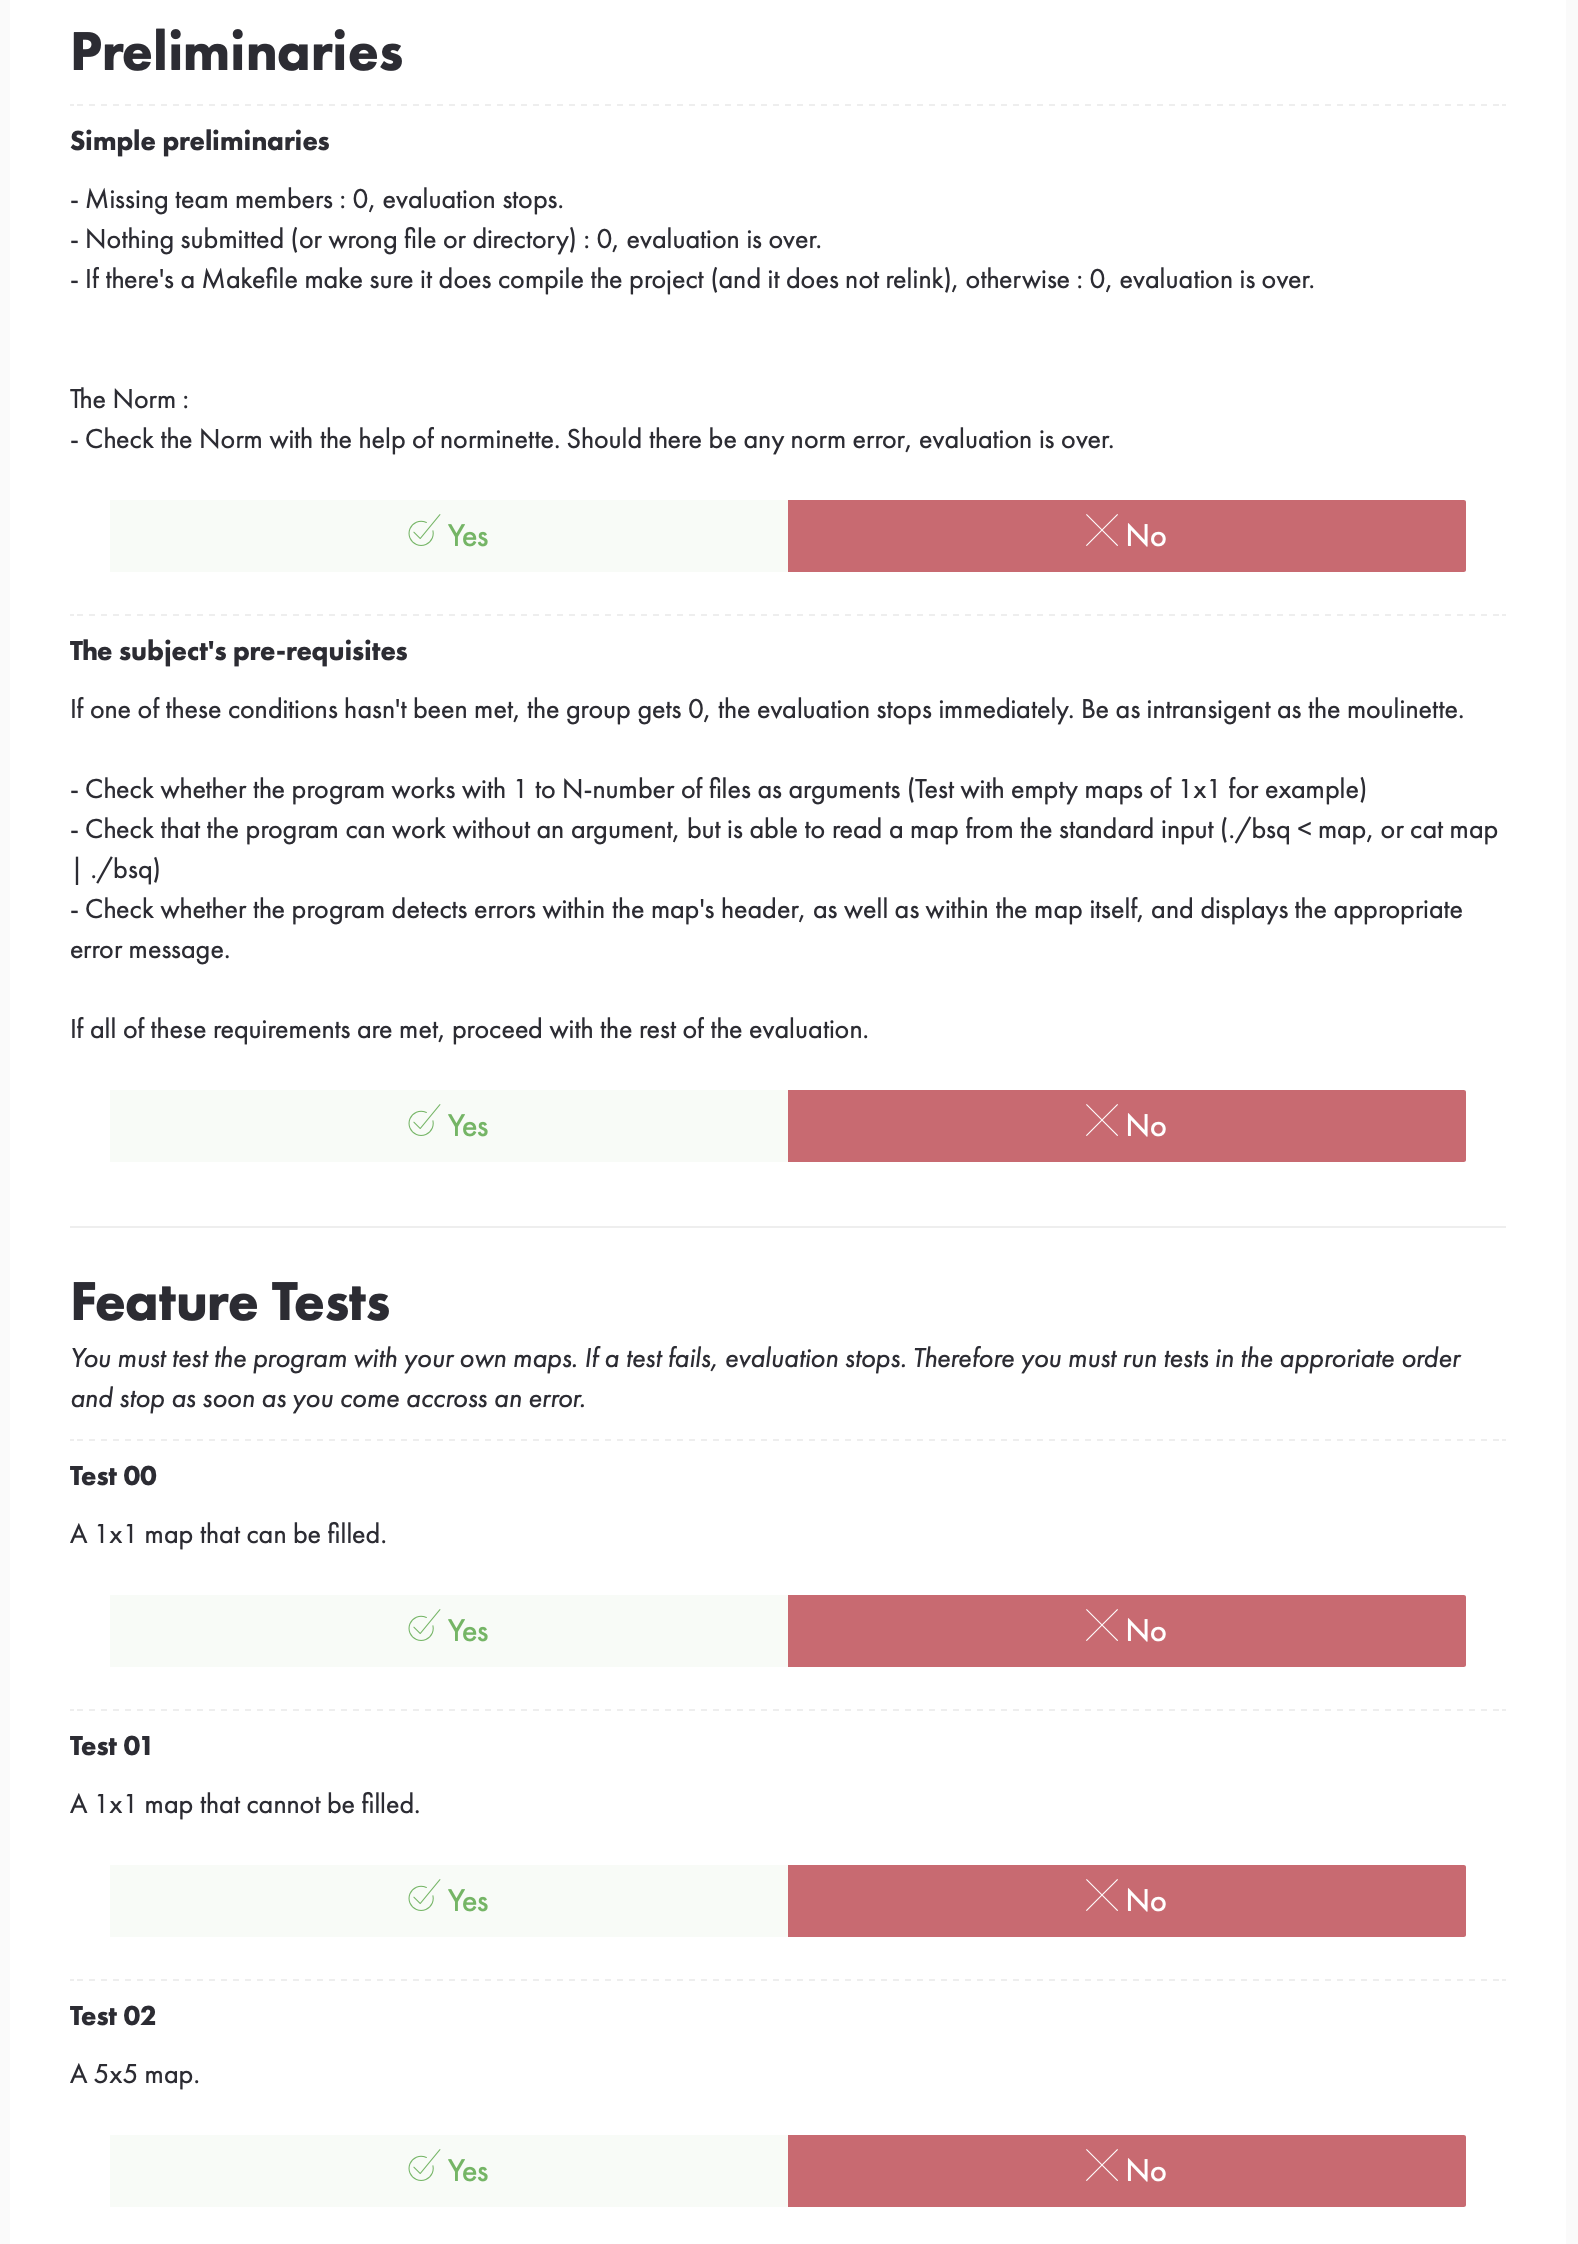 Preliminaries
Simple preliminaries
- Missing team members : 0, evaluation stops.
- Nothing submitted (or wrong file or directory) : 0, evaluation is over.
- If there's a Makefile make sure it does compile the project (and it does not relink), otherwise : 0, evaluation is over.
The Norm :
- Check the Norm with the help of norminette. Should there be any norm error, evaluation is over.
Yes No
The subject's pre-requisites
If one of these conditions hasn't been met, the group gets 0, the evaluation stops immediately. Be as intransigent as the moulinette.
- Check whether the program works with 1 to N-number of files as arguments (Test with empty maps of 1x1 for example)
- Check that the program can work without an argument, but is able to read a map from the standard input (./bsq < map, or cat map
| ./bsq)
- Check whether the program detects errors within the map's header, as well as within the map itself, and displays the appropriate
error message.
If all of these requirements are met, proceed with the rest of the evaluation.
Yes No
Feature Tests
You must test the program with your own maps. If a test fails, evaluation stops. Therefore you must run tests in the approriate order
and stop as soon as you come accross an error.
Test 00
A 1x1 map that can be filled.
Yes No
Test 01
A 1x1 map that cannot be filled.
Yes No
Test 02
A 5x5 map.
Yes No